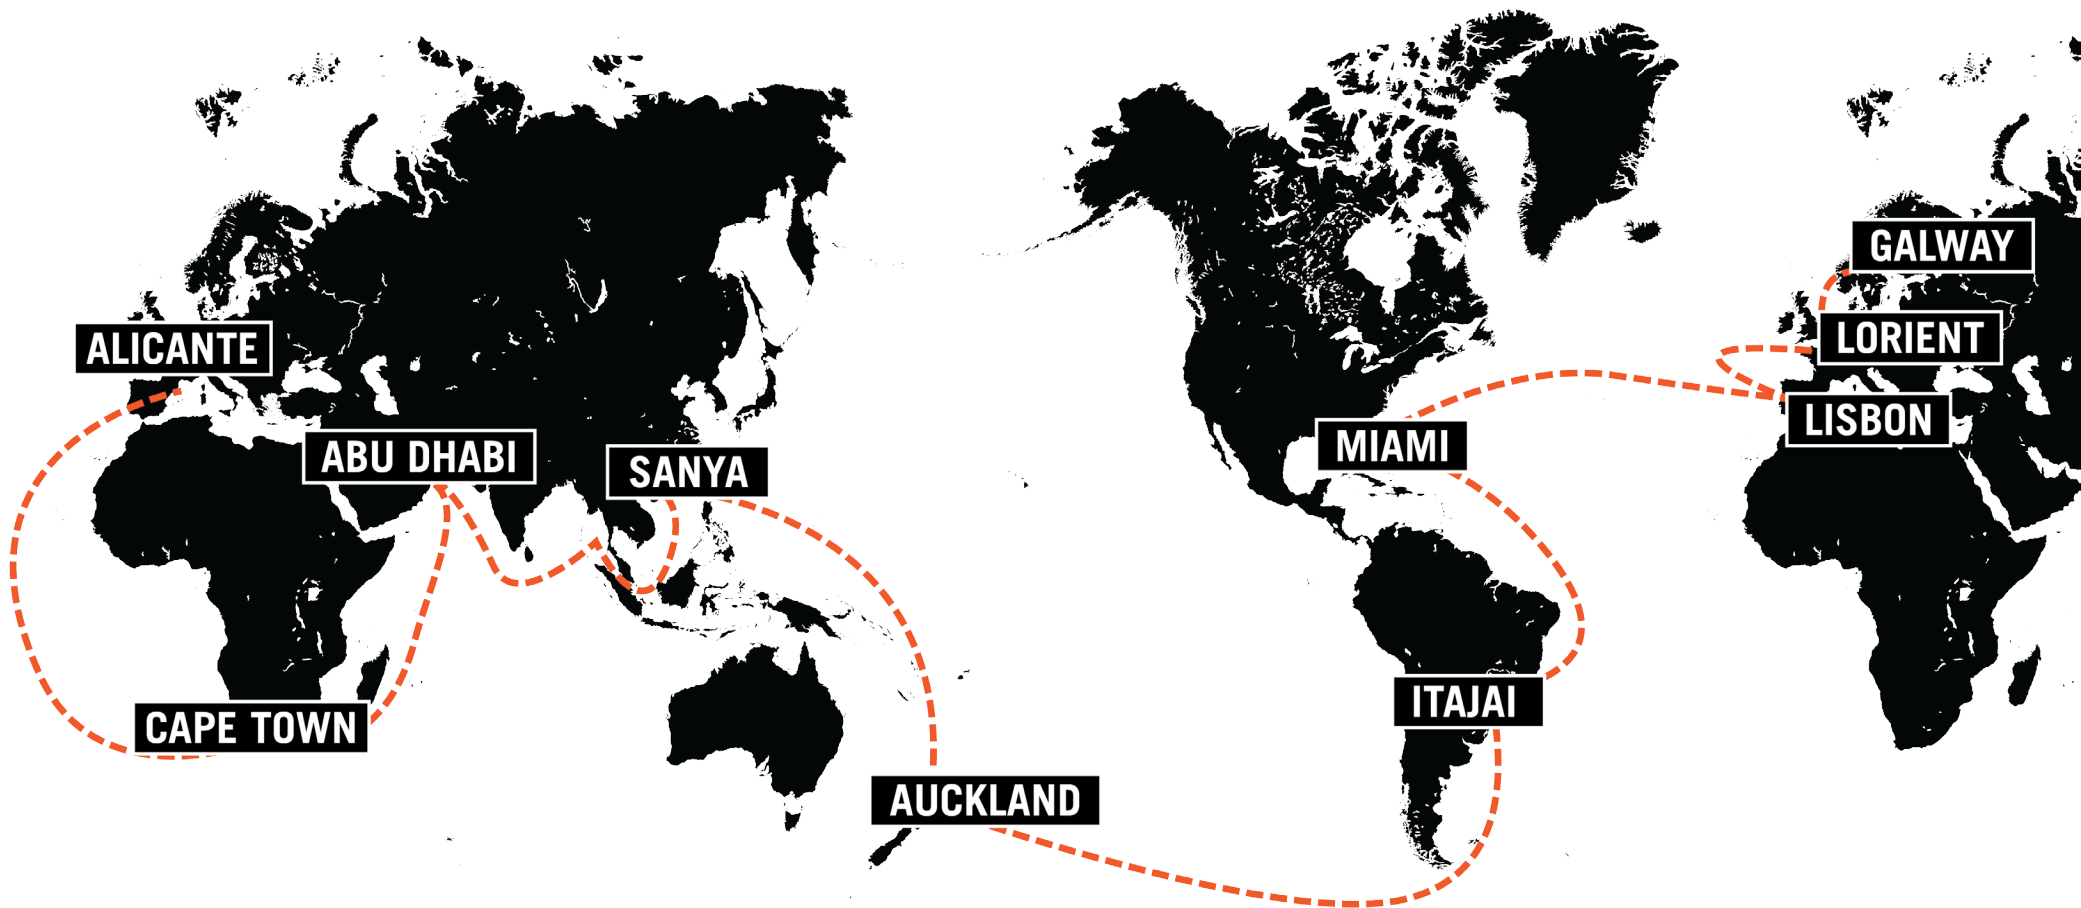 GALWAY
ALICANTE
LORIENT
LISBON
MIAMI
ABU DHABI
SANYA
ITAJAI
CAPE TOWN
AUCKLAND